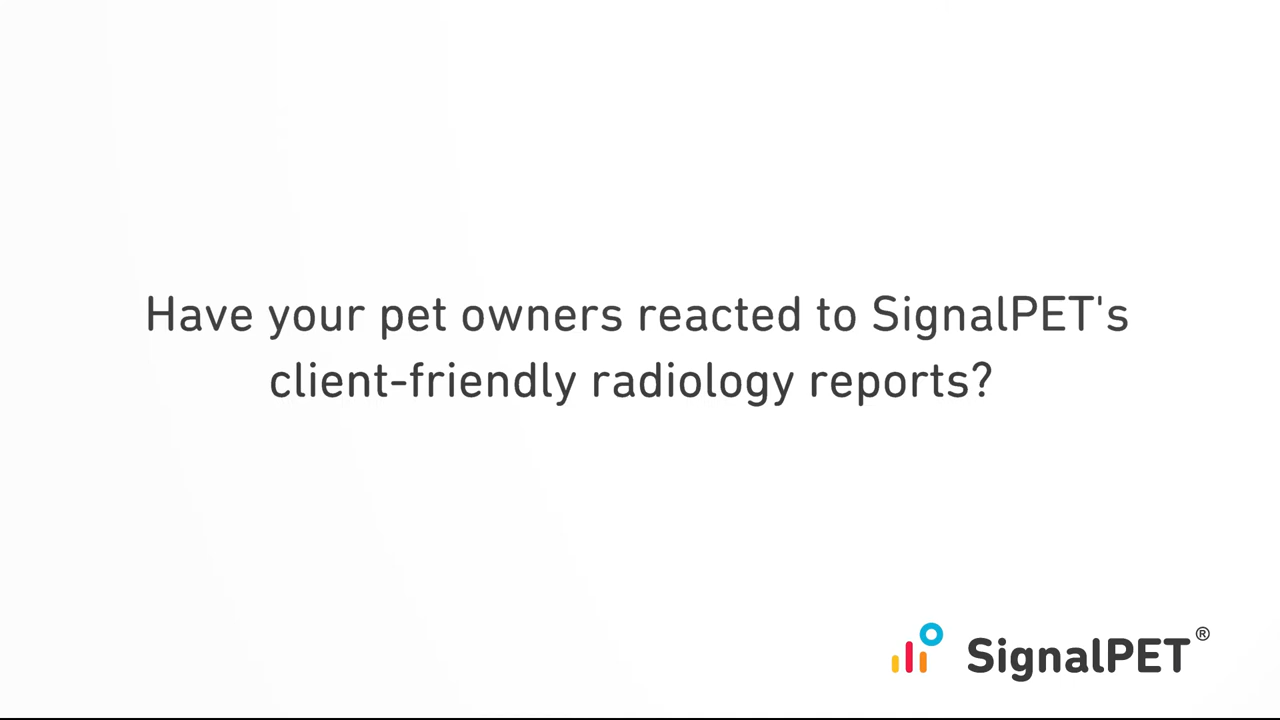 Have your pet owners reacted to SignalPET's
client-friendly radiology reports?
SignalPET®